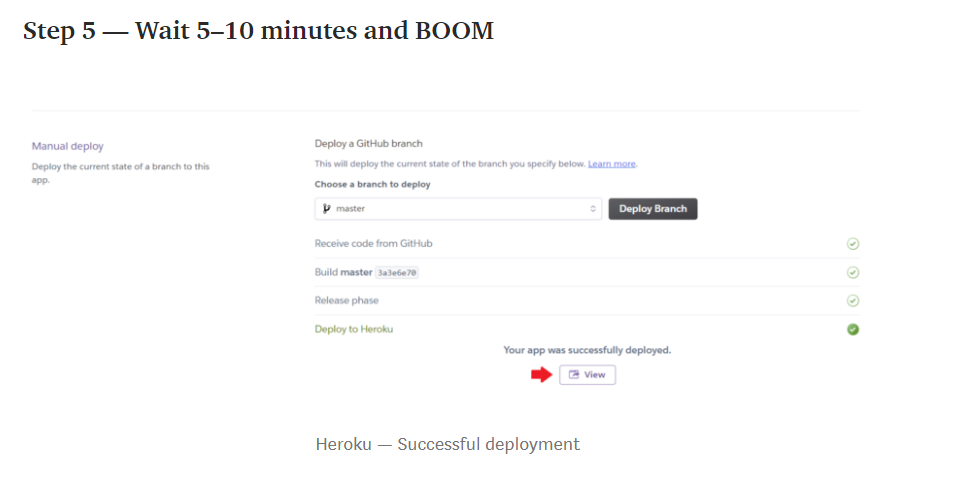 Step 5 — Wait 5–10 minutes and BOOM
Manual deploy
Deploy the current state of a branch to this
app.
Deploy a GitHub branch
This will deploy the current state of the branch you specify below. Learn more.
Choose a branch to deploy
master
Deploy Branch
Receive code from GitHub
Build master 3a3e6e70
Release phase
Deploy to Heroku
Your app was successfully deployed.
View
Heroku — Successful deployment